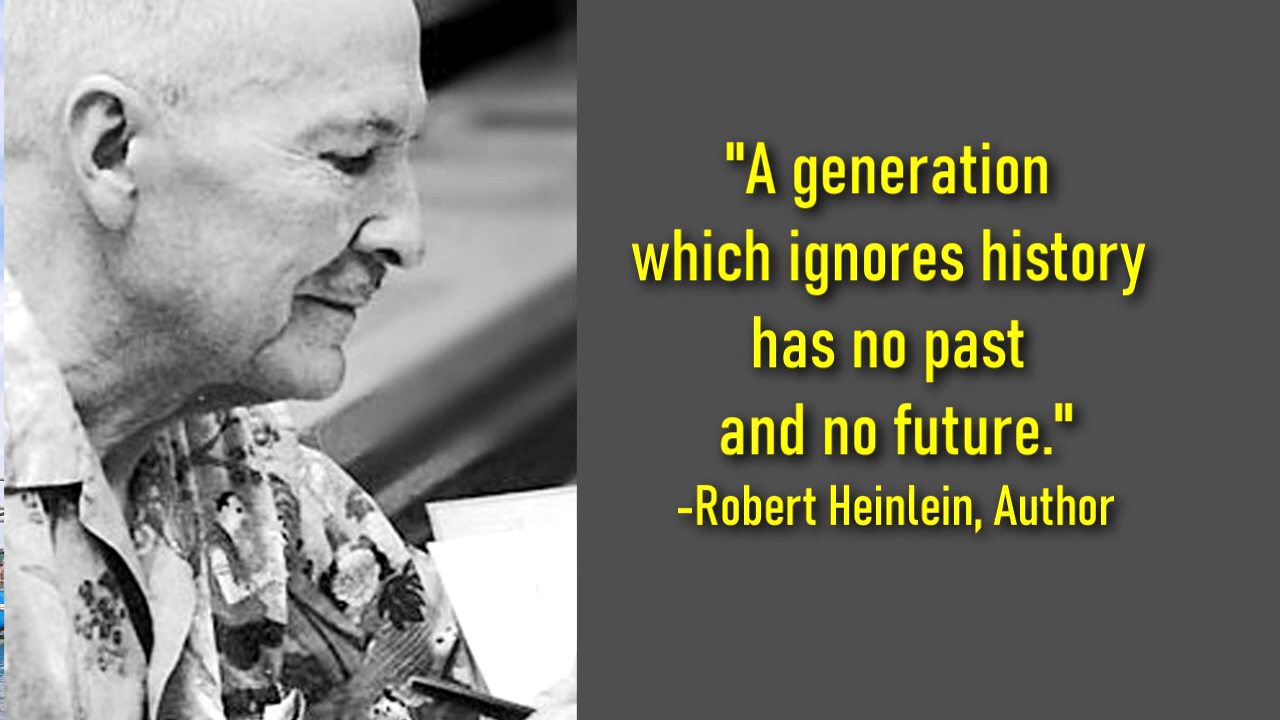 "A generation
which ignores history
has no past
and no future."
-Robert Heinlein, Author